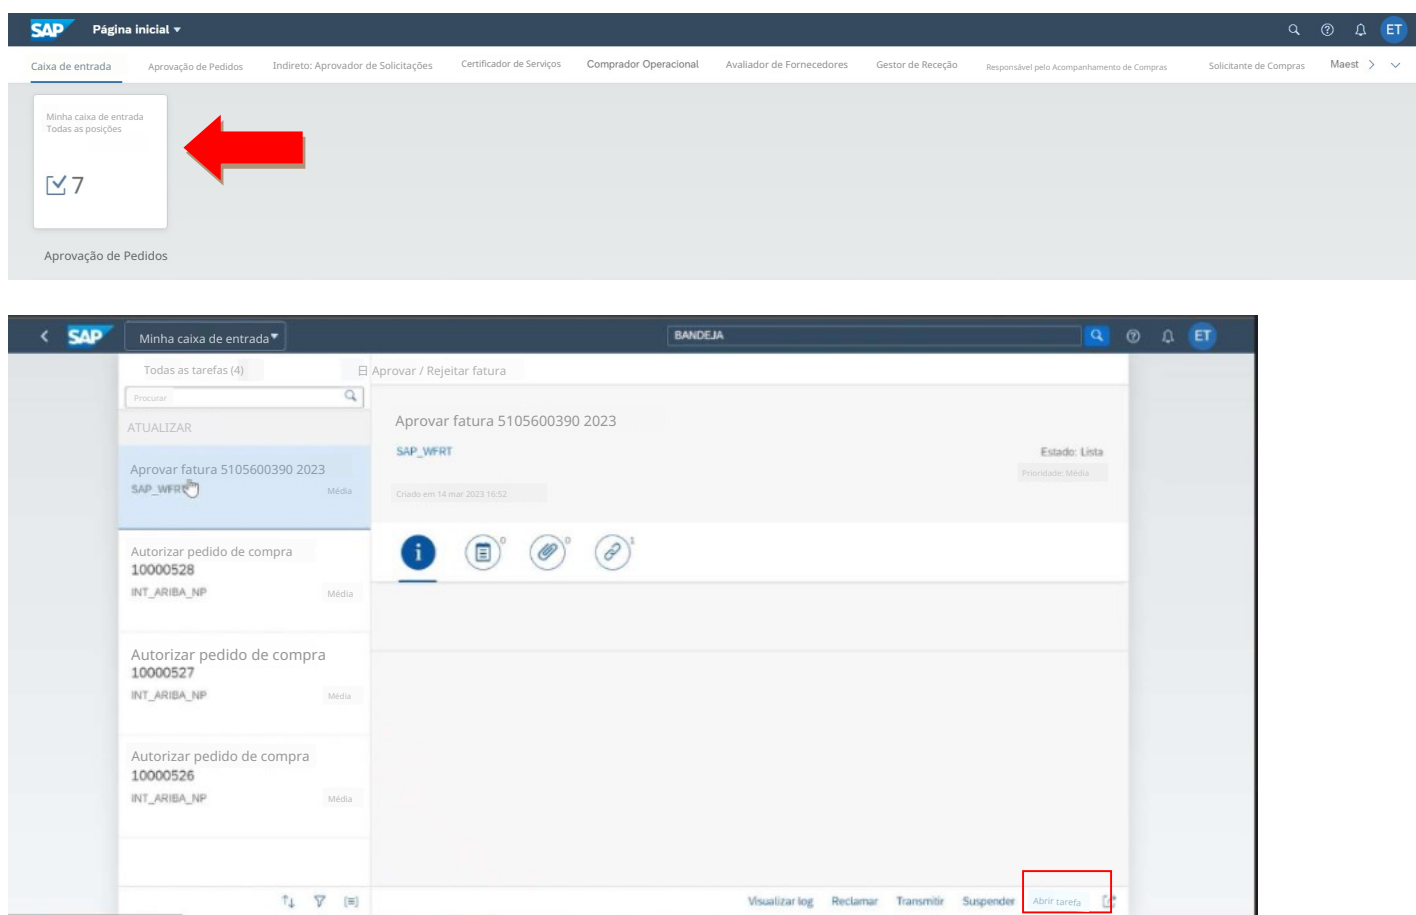 SAP Página inicial ET
Caixa de entrada Aprovação de Pedidos Indireto: Aprovador de Solicitações Certificador de Serviços Comprador Operacional Avaliador de Fornecedores Gestor de Receção Responsável pelo Acompanhamento de Compras Solicitante de Compras Maest
Minha caixa de entrada
Todas as posições
7
Aprovação de Pedidos
SAP Minha caixa de entrada BANDEJA ET
Todas as tarefas (4) Aprovar / Rejeitar fatura
Procurar
ATUALIZAR
Aprovar fatura 5105600390 2023
SAP_WFRT
Média
Autorizar pedido de compra
10000528
INT_ARIBA_NP Média
Autorizar pedido de compra
10000527
INT_ARIBA_NP Média
Autorizar pedido de compra
10000526
INT_ARIBA_NP Média
Aprovar fatura 5105600390 2023
SAP_WFRT
Estado: Lista
Prioridade: Média
Criado em 14 mar 2023 16:52
0 0 1
Visualizar log Reclamar Transmitir Suspender Abrir tarefa